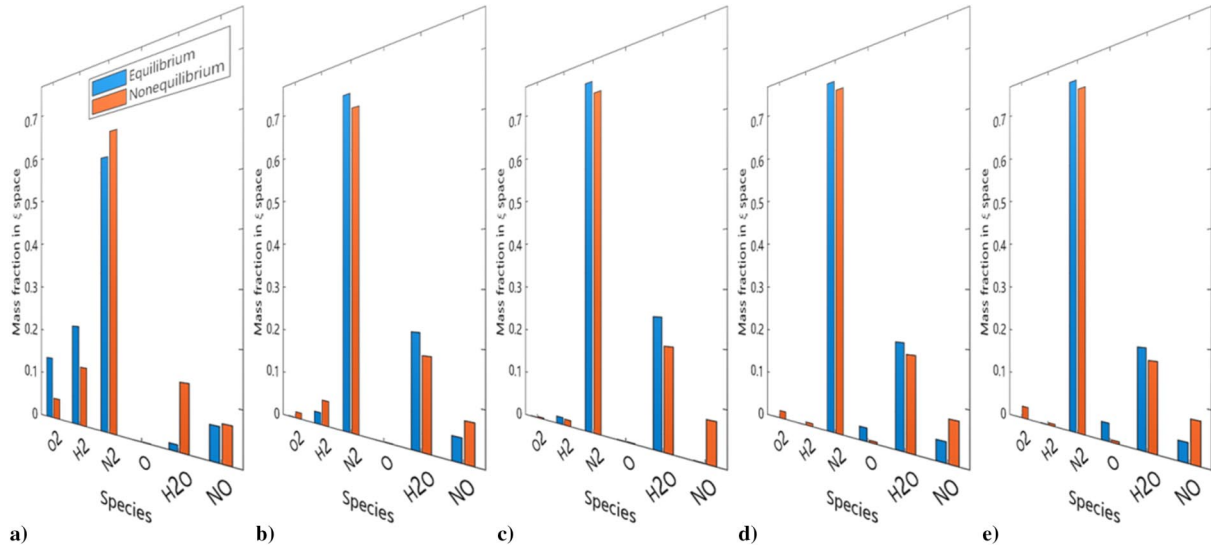 Equilibrium
Nonequilibrium
Mass fraction in ξ space
0.7
0.6
0.5
0.4
0.3
0.2
0.1
0
O2
H2
N2
O
H2O
NO
Species
a)
Mass fraction in ξ space
0.7
0.6
0.5
0.4
0.3
0.2
0.1
0
O2
H2
N2
O
H2O
NO
Species
b)
Mass fraction in ξ space
0.7
0.6
0.5
0.4
0.3
0.2
0.1
0
O2
H2
N2
O
H2O
NO
Species
c)
Mass fraction in ξ space
0.7
0.6
0.5
0.4
0.3
0.2
0.1
0
O2
H2
N2
O
H2O
NO
Species
d)
Mass fraction in ξ space
0.7
0.6
0.5
0.4
0.3
0.2
0.1
0
O2
H2
N2
O
H2O
NO
Species
e)